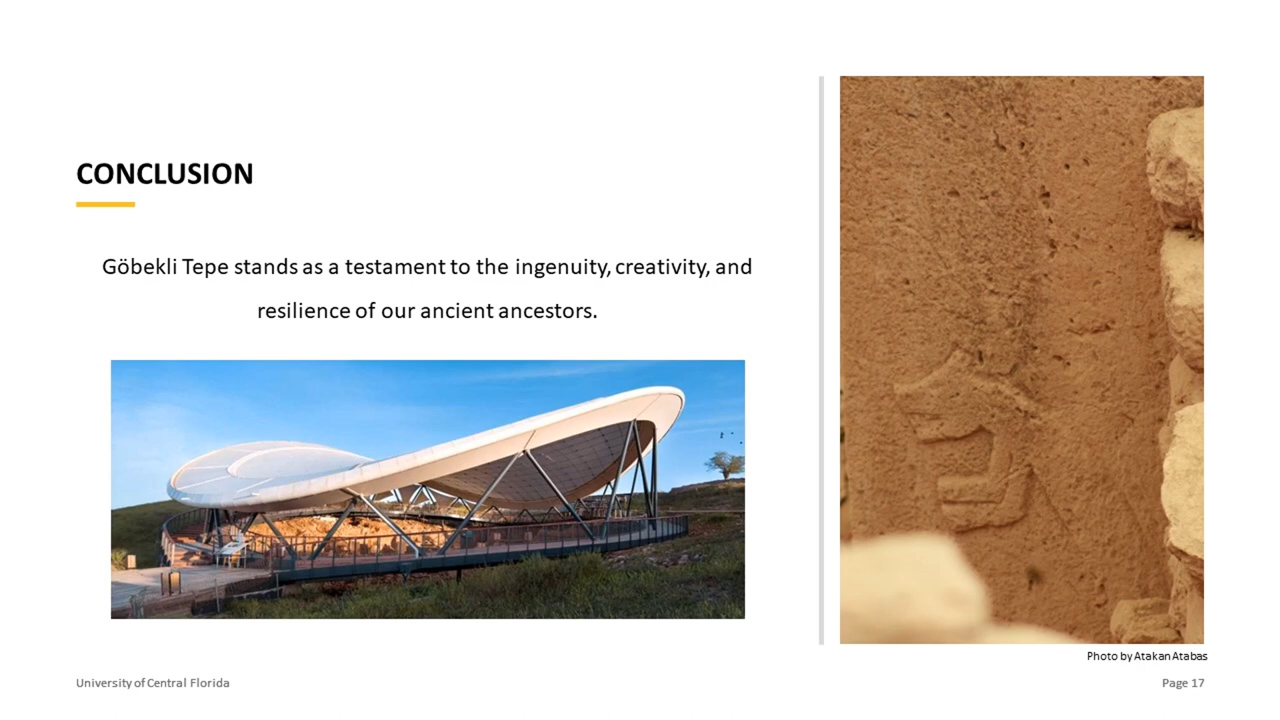 CONCLUSION
Göbekli Tepe stands as a testament to the ingenuity, creativity, and
resilience of our ancient ancestors.
Photo by Atakan Atabas
University of Central Florida
Page 17